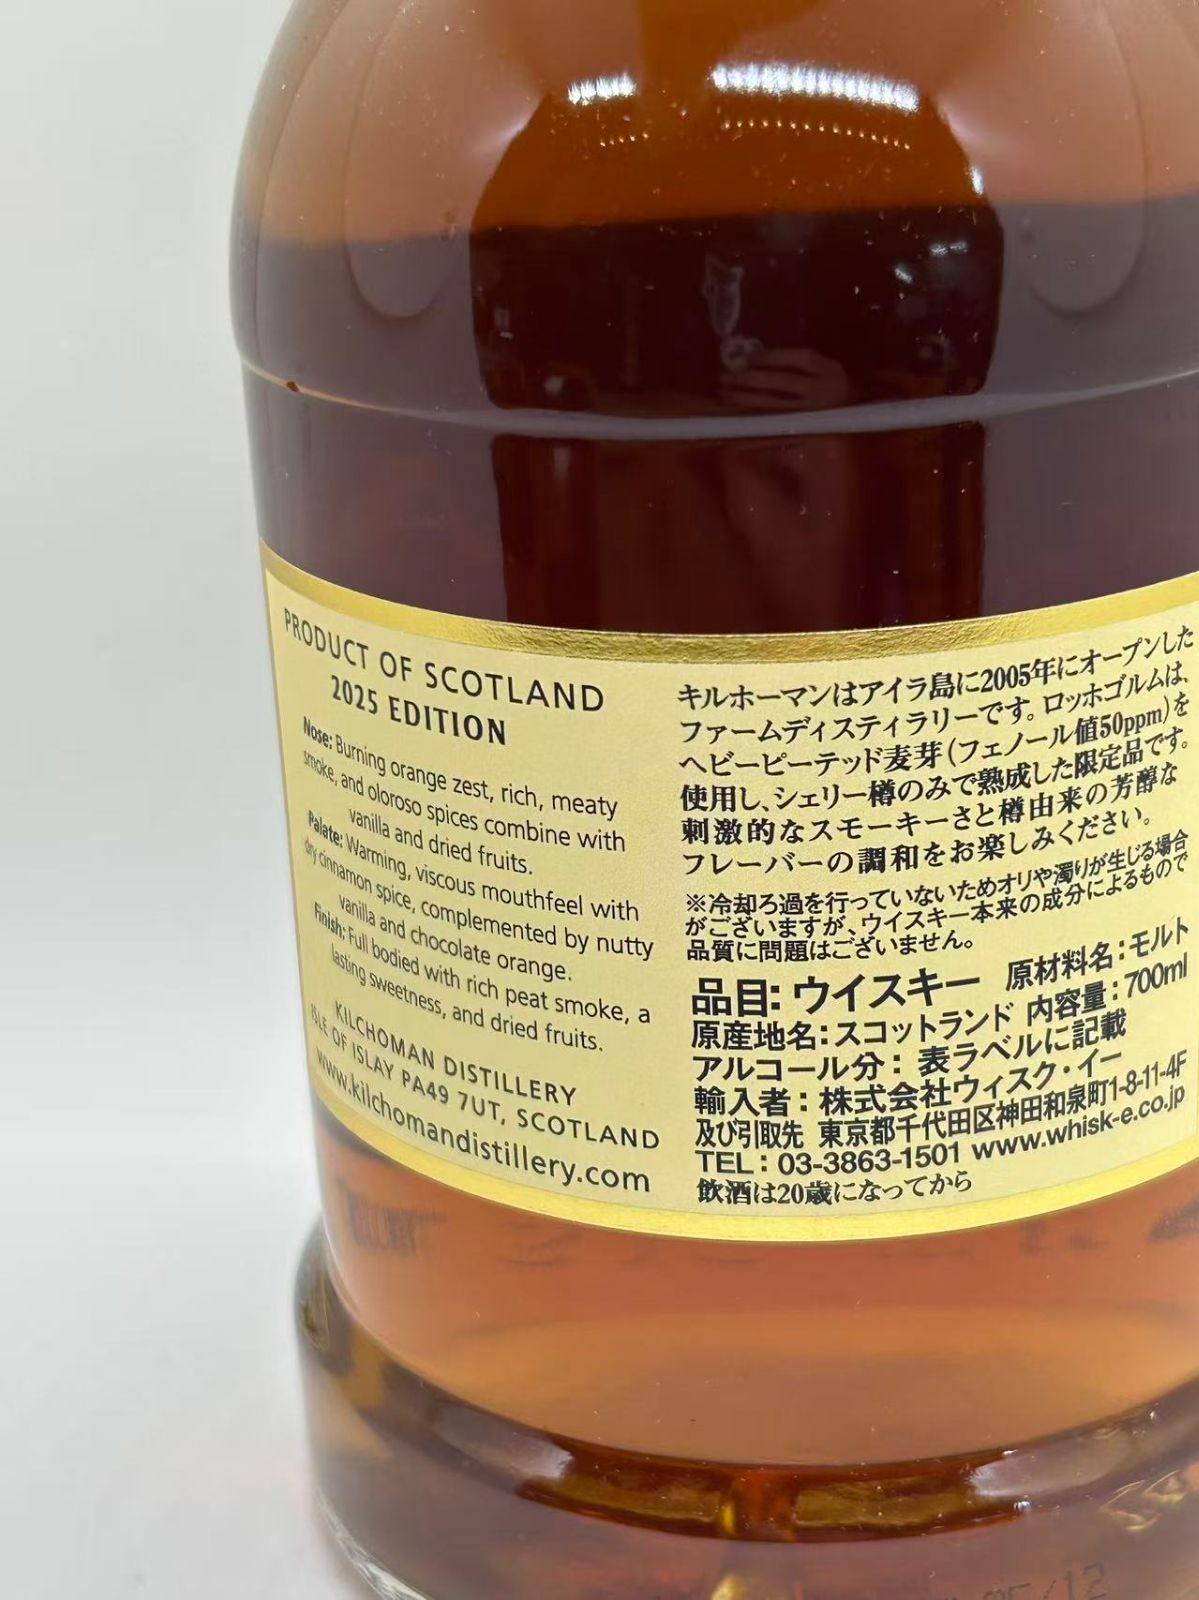 PRODUCT OF SCOTLAND
2025 EDITION
Nose: Burning orange zest, rich, meaty
smoke, and oloroso spices combine with
vanilla and dried fruits.
Palate: Warming, viscous mouthfeel with
dry cinnamon spice, complemented by nutty
vanilla and chocolate orange.
Finish: Full bodied with rich peat smoke, a
lasting sweetness, and dried fruits.
KILCHOMAN DISTILLERY
ISLE OF ISLAY PA49 7UT, SCOTLAND
www.kilchomandistillery.com
キルホーマンはアイラ島に2005年にオープンした
ファームディスティラリーです。ロッホゴルムは、
ヘビーピーテッド麦芽(フェノール値50ppm)を
使用し、シェリー樽のみで熟成した限定品です。
刺激的なスモーキーさと樽由来の芳醇な
フレーバーの調和をお楽しみください。
※冷却ろ過を行っていないためオリや濁りが生じる場合
がございますが、ウイスキー本来の成分によるもので
品質に問題はございません。
品目:ウイスキー 原材料名:モルト
原産地名:スコットランド 内容量:700ml
アルコール分:表ラベルに記載
輸入者:株式会社ウィスク・イー
及び引取先 東京都千代田区神田和泉町1-8-11-4F
TEL:03-3863-1501 www.whisk-e.co.jp
飲酒は20歳になってから